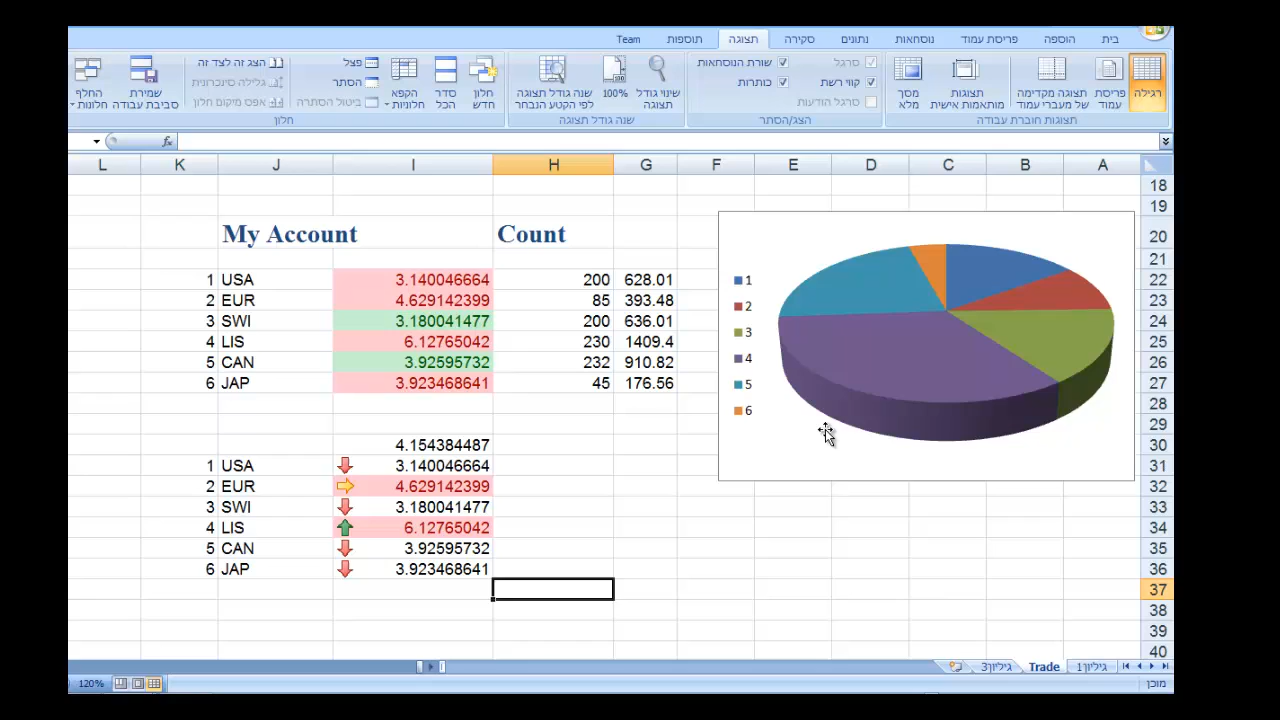 בית הוספה פריסת עמוד נוסחאות נתונים סקירה תצוגה תוספות Team
רגילה
פריסת עמוד
תצוגה מקדימה של מעברי עמוד
תצוגות מותאמות אישית
מסך מלא
סרגל
שורת הנוסחאות
קווי רשת
כותרות
סרגל הודעות
שינוי גודל תצוגה
100%
שנה גודל תצוגה לפי הקטע הנבחר
חלון חדש
סדר הכל
הקפא חלוניות
פצל
הסתר
ביטול הסתרה
הצג זה לצד זה
גלילה סינכרונית
אפס מיקום חלון
שמירת סביבת עבודה
החלף חלונות
תצוגות חוברת עבודה
הצג/הסתר
שנה גודל תצוגה
חלון
fx
L K J I H G F E D C B A
18
19
My Account Count 20
21
1 USA 3.140046664 200 628.01 22
2 EUR 4.629142399 85 393.48 23
3 SWI 3.180041477 200 636.01 24
4 LIS 6.12765042 230 1409.4 25
5 CAN 3.92595732 232 910.82 26
6 JAP 3.923468641 45 176.56 27
28
29
4.154384487 30
1 USA 3.140046664 31
2 EUR 4.629142399 32
3 SWI 3.180041477 33
4 LIS 6.12765042 34
5 CAN 3.92595732 35
6 JAP 3.923468641 36
37
38
39
40
1
2
3
4
5
6
גיליון1 Trade גיליון3
מוכן
120%